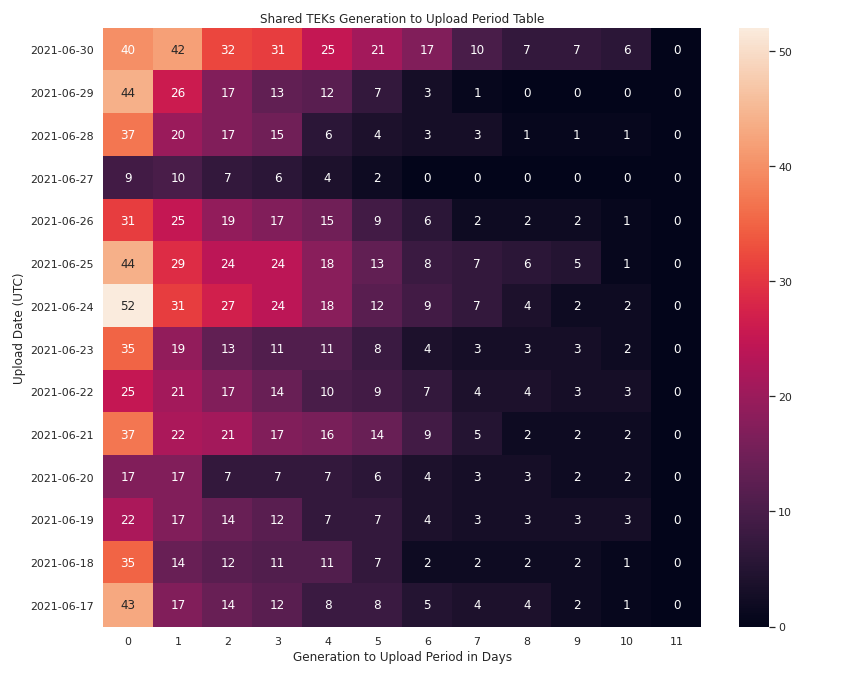 Shared TEKs Generation to Upload Period Table
Upload Date (UTC)
2021-06-30 40 42 32 31 25 21 17 10 7 7 6 0
2021-06-29 44 26 17 13 12 7 3 1 0 0 0 0
2021-06-28 37 20 17 15 6 4 3 3 1 1 1 0
2021-06-27 9 10 7 6 4 2 0 0 0 0 0 0
2021-06-26 31 25 19 17 15 9 6 2 2 2 1 0
2021-06-25 44 29 24 24 18 13 8 7 6 5 1 0
2021-06-24 52 31 27 24 18 12 9 7 4 2 2 0
2021-06-23 35 19 13 11 11 8 4 3 3 3 2 0
2021-06-22 25 21 17 14 10 9 7 4 4 3 3 0
2021-06-21 37 22 21 17 16 14 9 5 2 2 2 0
2021-06-20 17 17 7 7 7 6 4 3 3 2 2 0
2021-06-19 22 17 14 12 7 7 4 3 3 3 3 0
2021-06-18 35 14 12 11 11 7 2 2 2 2 1 0
2021-06-17 43 17 14 12 8 8 5 4 4 2 1 0
0 1 2 3 4 5 6 7 8 9 10 11
Generation to Upload Period in Days
50
40
30
20
10
0